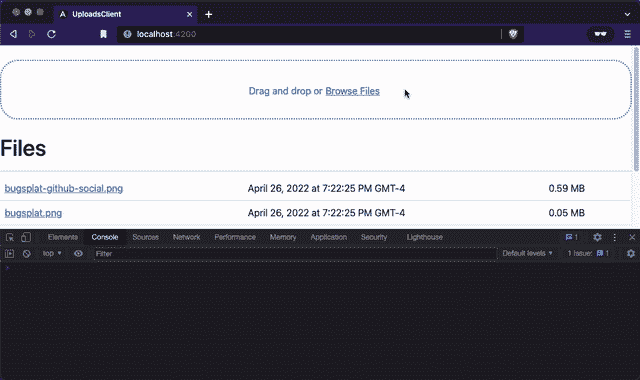 UploadsClient
localhost:4200
Drag and drop or Browse Files
Files
bugsplat-github-social.png April 26, 2022 at 7:22:25 PM GMT-4 0.59 MB
bugsplat.png April 26, 2022 at 7:22:25 PM GMT-4 0.05 MB
Elements Console Sources Network Performance Memory Application Security Lighthouse 1
top Filter Default levels 1 Issue: 1